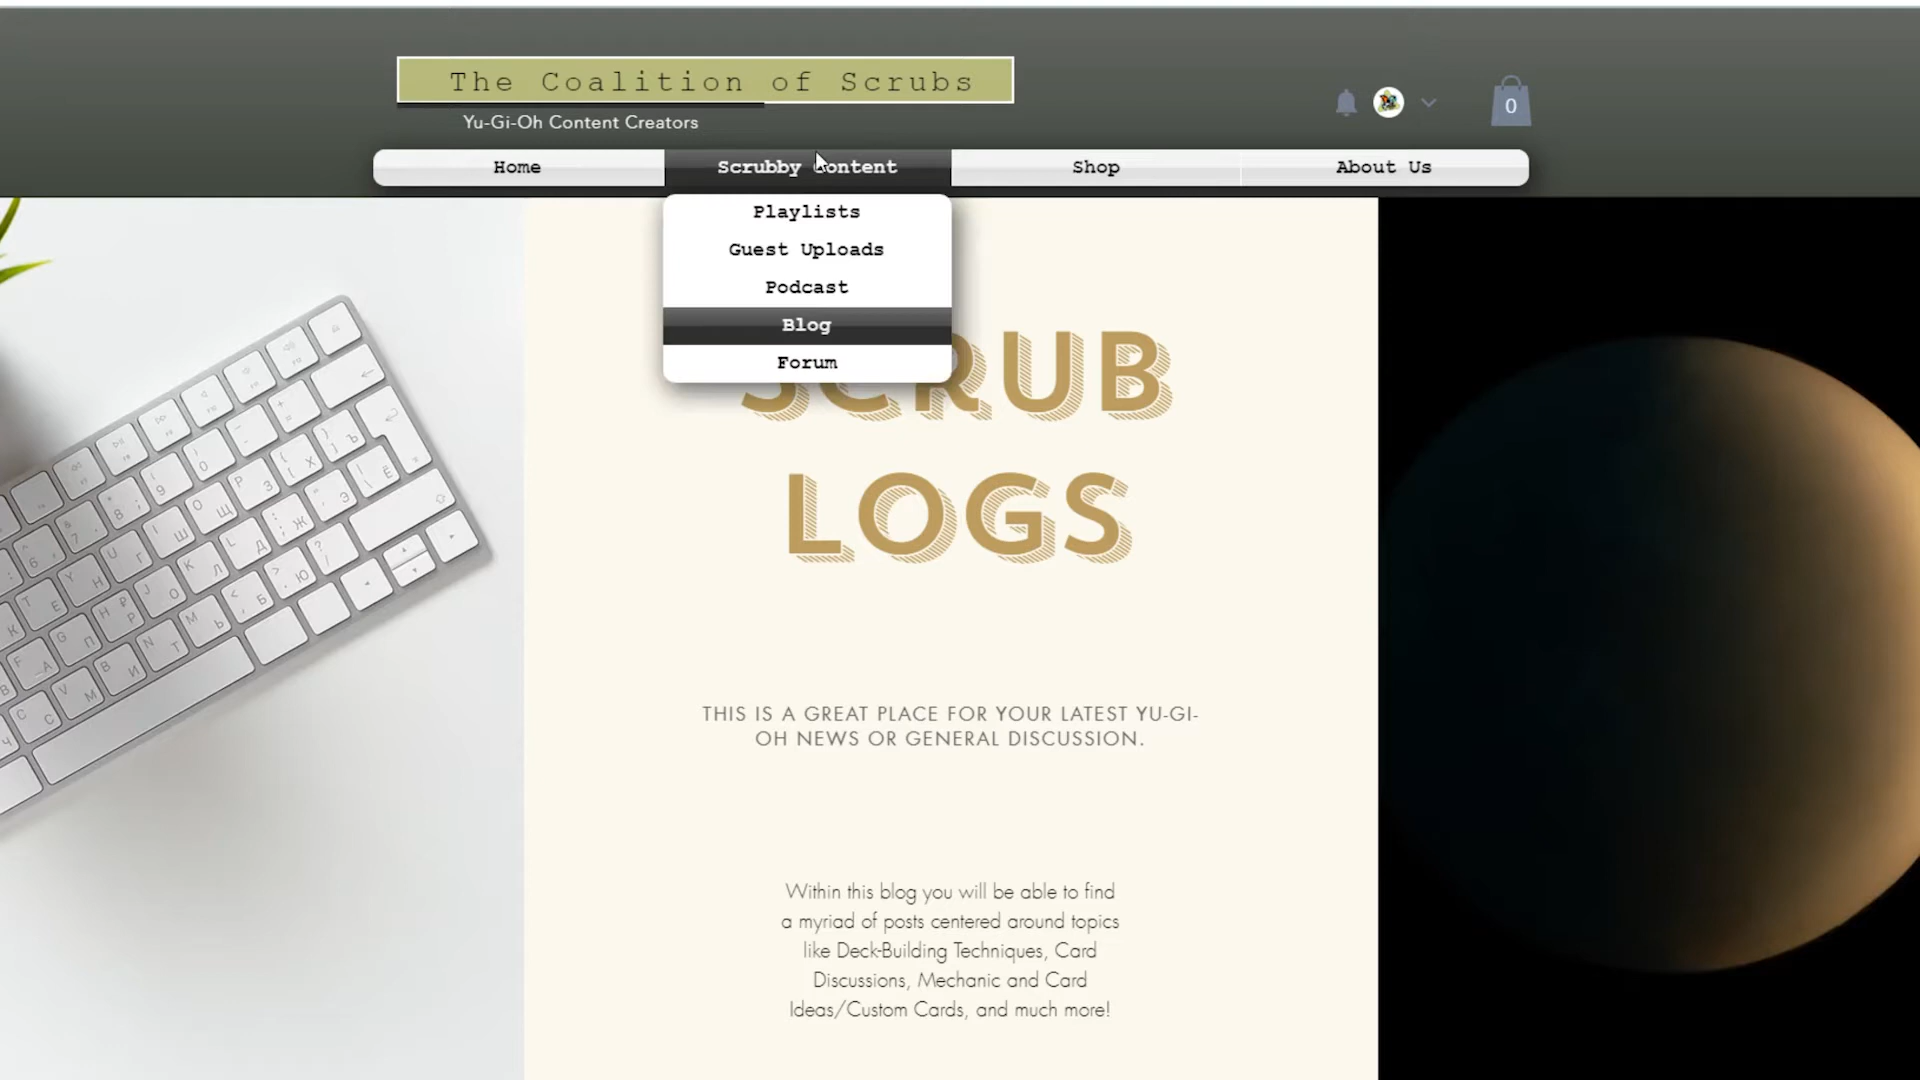 The Coalition of Scrubs
Yu-Gi-Oh Content Creators
0
Home
Scrubby Content
Shop
About Us
Playlists
Guest Uploads
Podcast
Blog
Forum
SCRUB
LOGS
THIS IS A GREAT PLACE FOR YOUR LATEST YU-GI-
OH NEWS OR GENERAL DISCUSSION.
Within this blog you will be able to find
a myriad of posts centered around topics
like Deck-Building Techniques, Card
Discussions, Mechanic and Card
Ideas/Custom Cards, and much more!